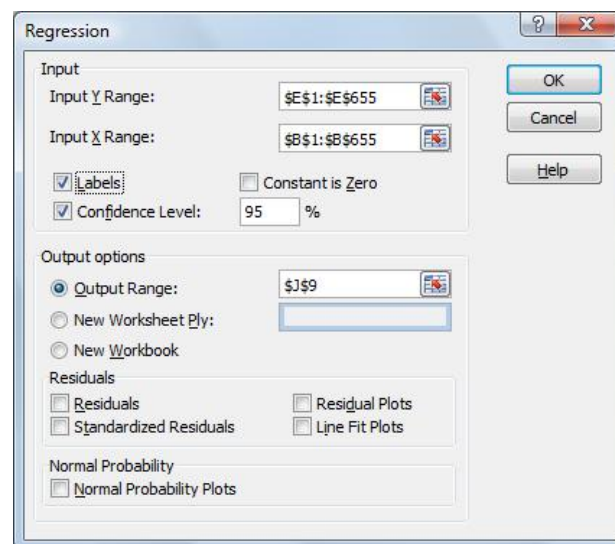 Regression
?
X
Input
Input Y Range: $E$1:$E$655
Input X Range: $B$1:$B$655
Labels Constant is Zero
Confidence Level: 95 %
OK
Cancel
Help
Output options
Output Range: $J$9
New Worksheet Ply:
New Workbook
Residuals
Residuals Residual Plots
Standardized Residuals Line Fit Plots
Normal Probability
Normal Probability Plots